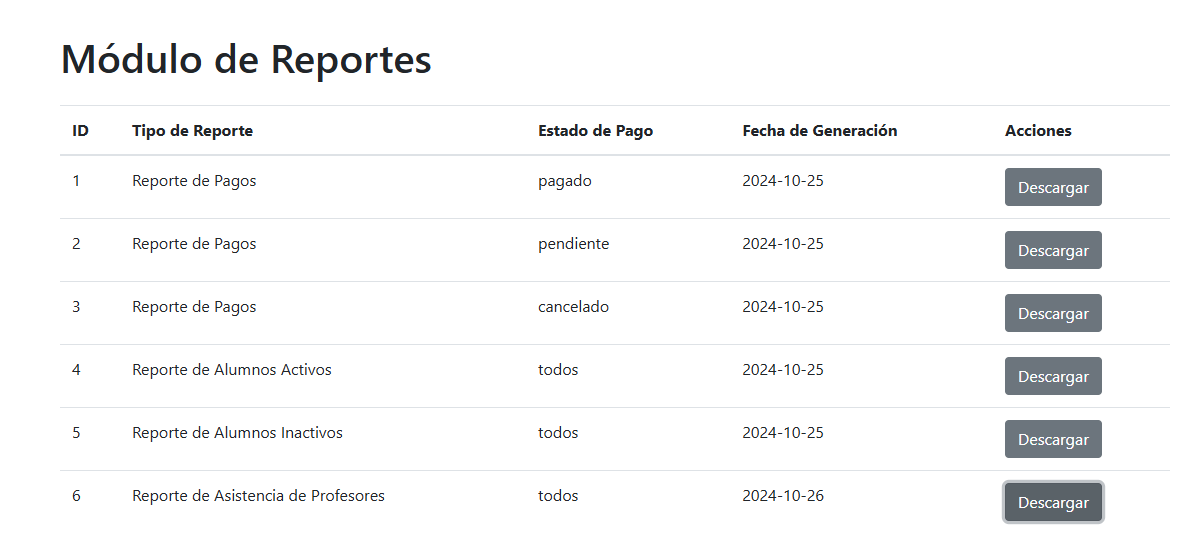 Módulo de Reportes
ID Tipo de Reporte Estado de Pago Fecha de Generación Acciones
1 Reporte de Pagos pagado 2024-10-25 Descargar
2 Reporte de Pagos pendiente 2024-10-25 Descargar
3 Reporte de Pagos cancelado 2024-10-25 Descargar
4 Reporte de Alumnos Activos todos 2024-10-25 Descargar
5 Reporte de Alumnos Inactivos todos 2024-10-25 Descargar
6 Reporte de Asistencia de Profesores todos 2024-10-26 Descargar